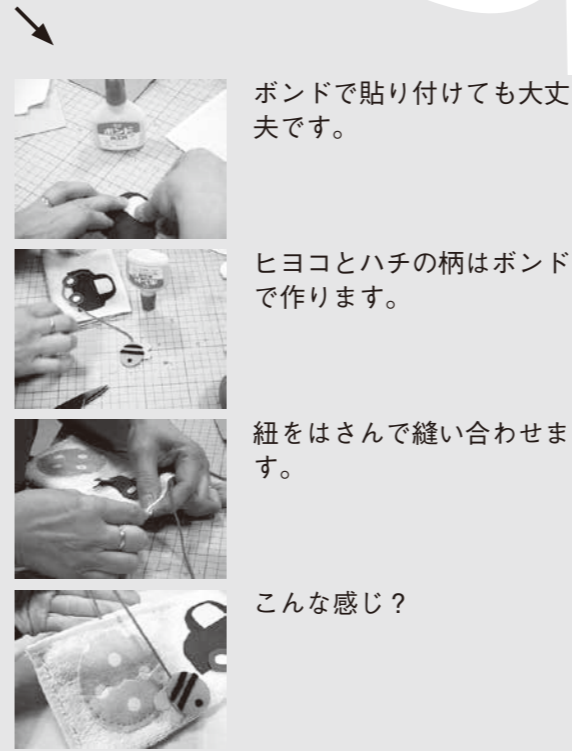 ボンドで貼り付けても大丈
夫です。
ヒヨコとハチの柄はボンド
で作ります。
紐をはさんで縫い合わせま
す。
こんな感じ？